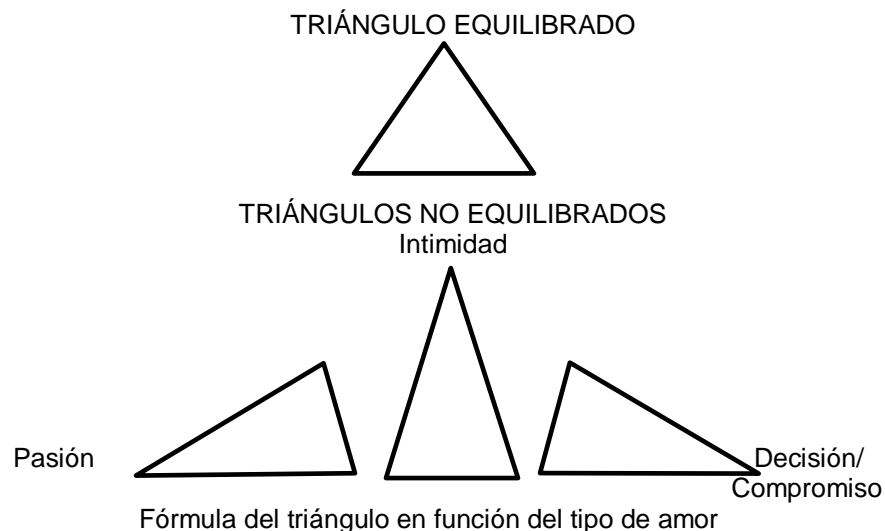 TRIÁNGULO EQUILIBRADO
TRIÁNGULOS NO EQUILIBRADOS
Intimidad
Pasión
Decisión/
Compromiso
Fórmula del triángulo en función del tipo de amor